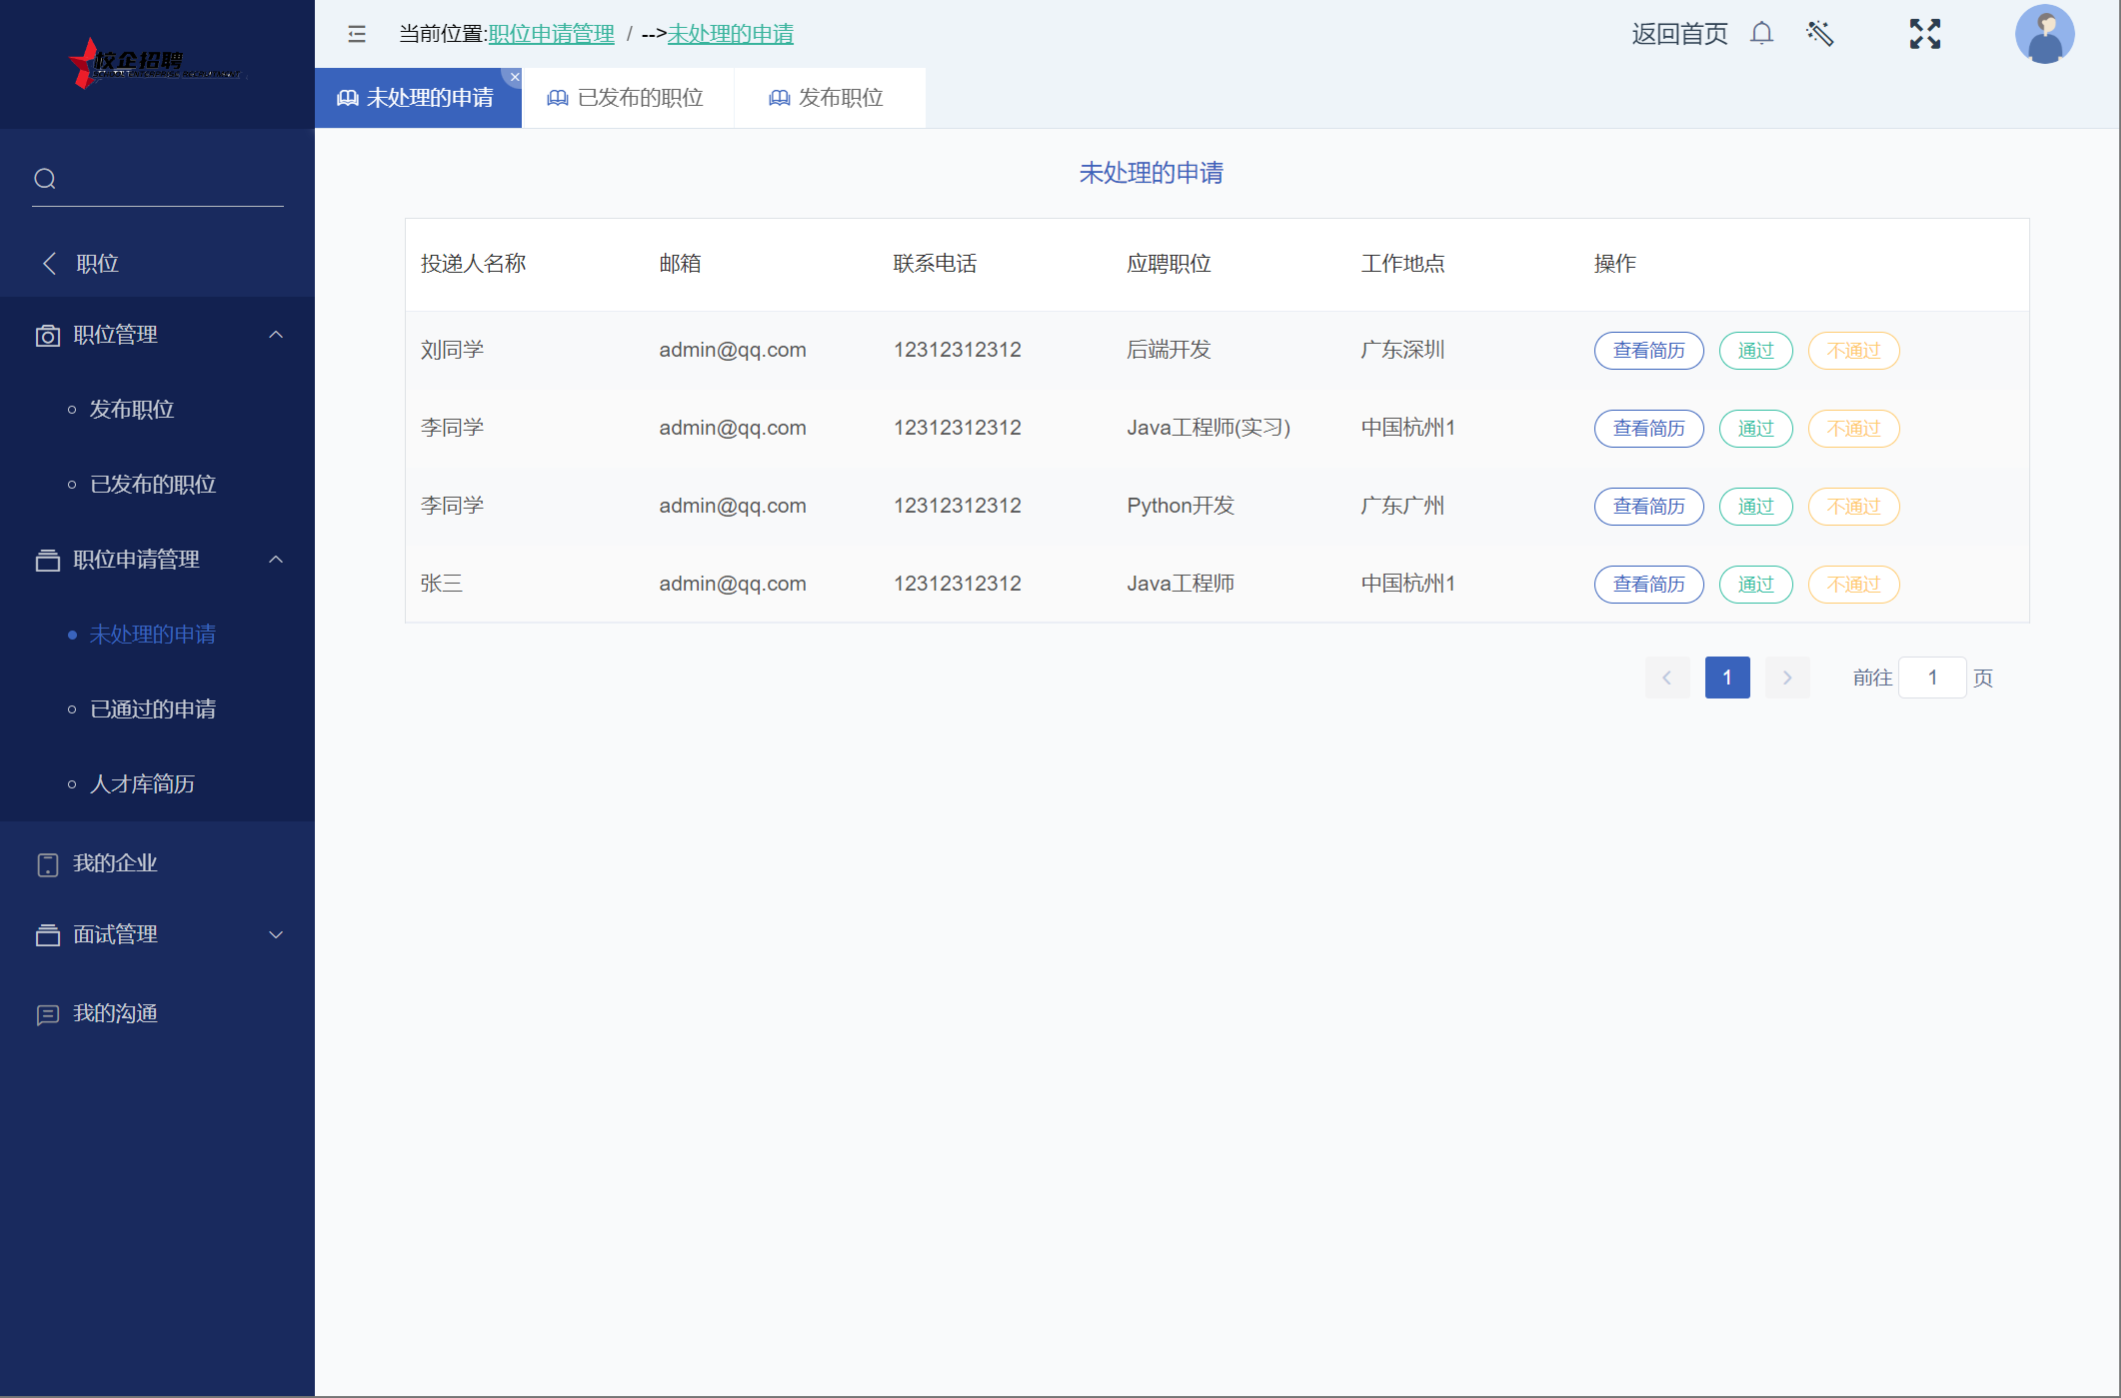 校企招聘
当前位置:职位申请管理 / -->未处理的申请
返回首页
未处理的申请
已发布的职位
发布职位
职位
职位管理
发布职位
已发布的职位
职位申请管理
未处理的申请
已通过的申请
人才库简历
我的企业
面试管理
我的沟通
未处理的申请
投递人名称 邮箱 联系电话 应聘职位 工作地点 操作
刘同学 admin@qq.com 12312312312 后端开发 广东深圳 查看简历 通过 不通过
李同学 admin@qq.com 12312312312 Java工程师(实习) 中国杭州1 查看简历 通过 不通过
李同学 admin@qq.com 12312312312 Python开发 广东广州 查看简历 通过 不通过
张三 admin@qq.com 12312312312 Java工程师 中国杭州1 查看简历 通过 不通过
1 前往 1 页